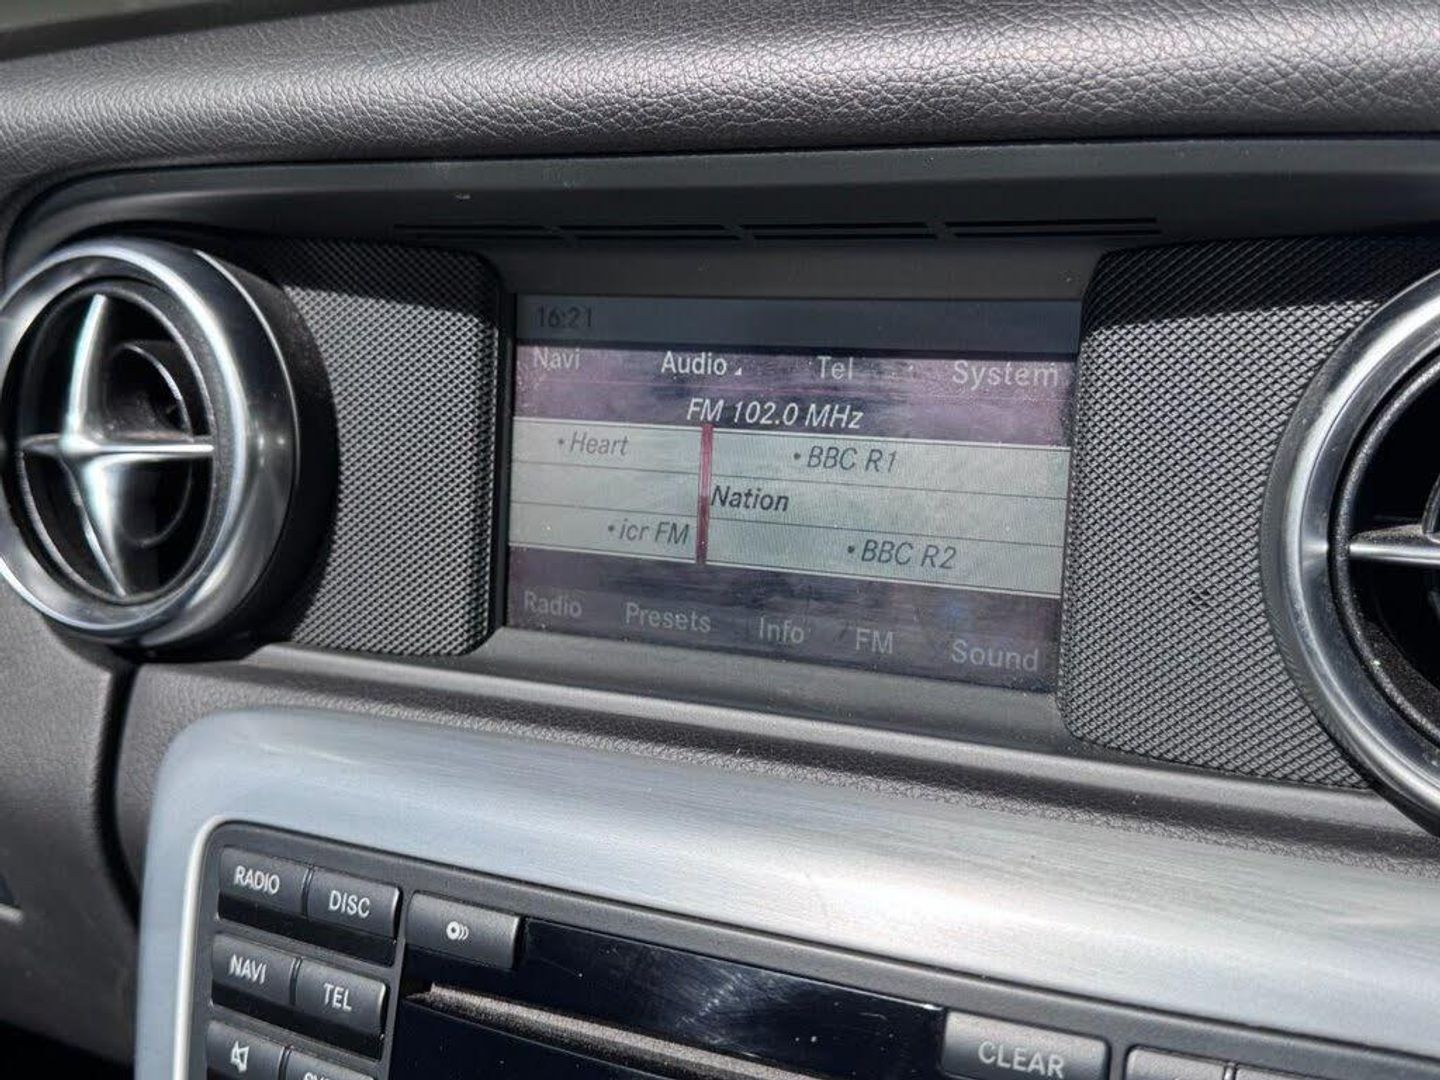 16:21
Navi Audio Tel System
FM 102.0 MHz
•Heart •BBC R1
Nation
•icr FM •BBC R2
Radio Presets Info FM Sound
RADIO DISC
NAVI TEL
CLEAR